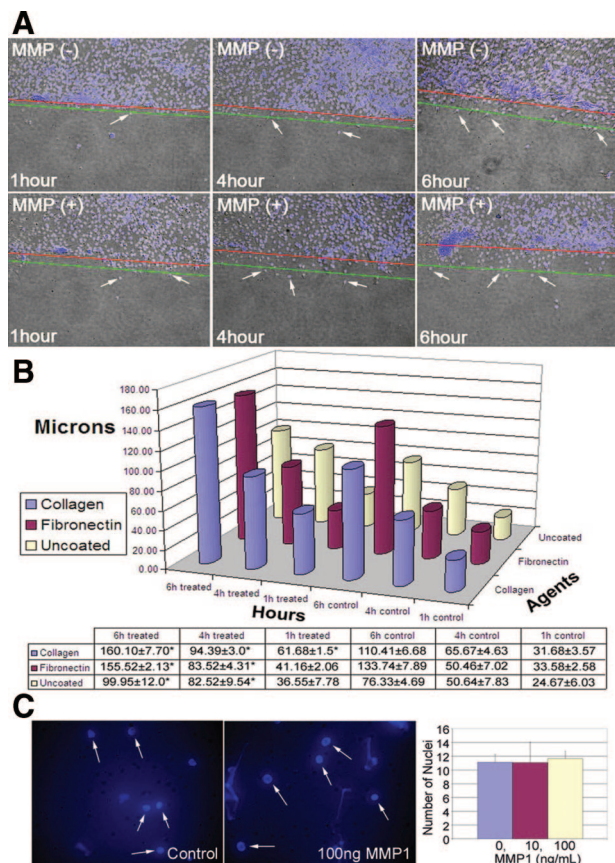 A
MMP (-)
MMP (-)
MMP (-)
1hour
4hour
6hour
MMP (+)
MMP (+)
MMP (+)
1hour
4hour
6hour
B
180.00
160.00
140.00
120.00
100.00
80.00
60.00
40.00
20.00
0.00
Microns
Collagen
Fibronectin
Uncoated
6h treated
4h treated
1h treated
6h control
4h control
1h control
Hours
Uncoated
Fibronectin
Collagen
Agents
6h treated 4h treated 1h treated 6h control 4h control 1h control
Collagen 160.10±7.70* 94.39±3.0* 61.68±1.5* 110.41±6.68 65.67±4.63 31.68±3.57
Fibronectin 155.52±2.13* 83.52±4.31* 41.16±2.06 133.74±7.89 50.46±7.02 33.58±2.58
Uncoated 99.95±12.0* 82.52±9.54* 36.55±7.78 76.33±4.69 50.64±7.83 24.67±6.03
C
Control
100ng MMP1
Number of Nuclei
16
14
12
10
8
6
4
2
0
0, 10, 100
MMP1 (ng/mL)